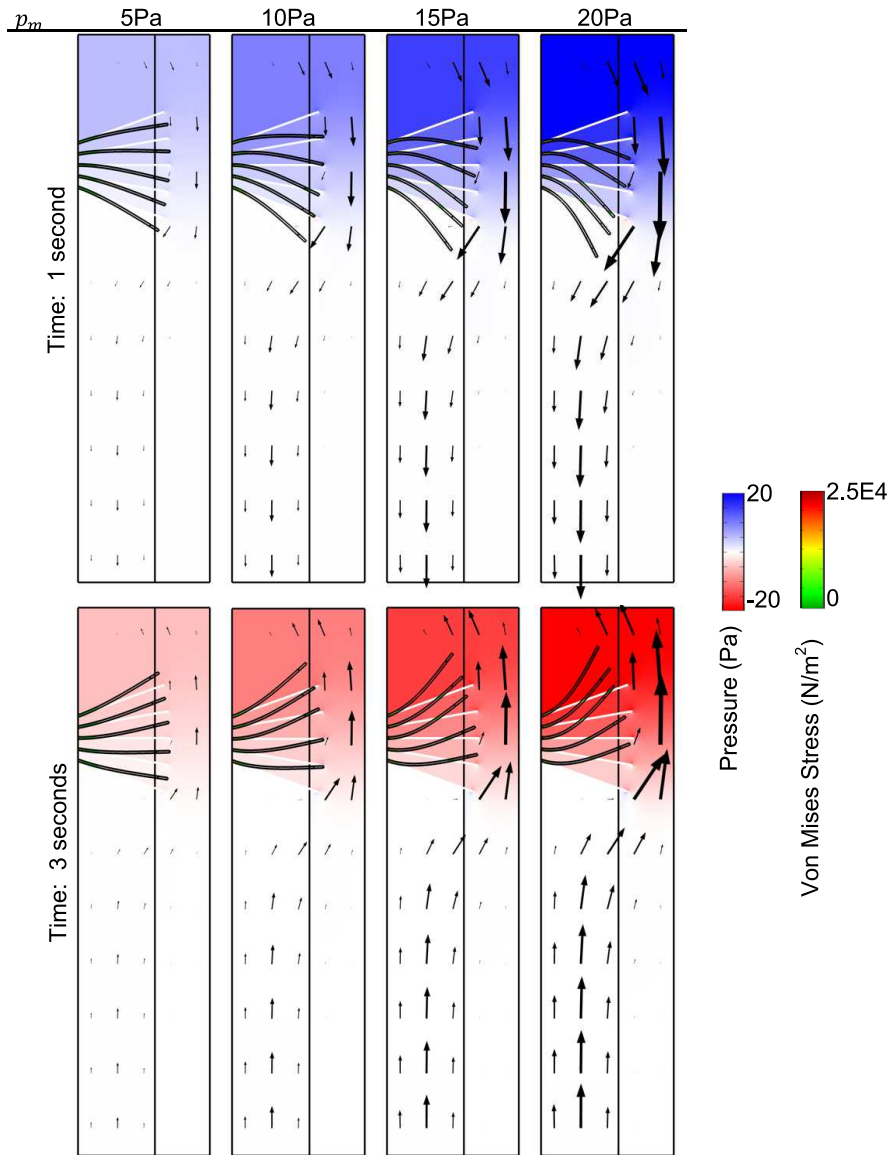 p_m 5Pa 10Pa 15Pa 20Pa
Time: 1 second
Time: 3 seconds
20
-20
Pressure (Pa)
2.5E4
0
Von Mises Stress (N/m²)